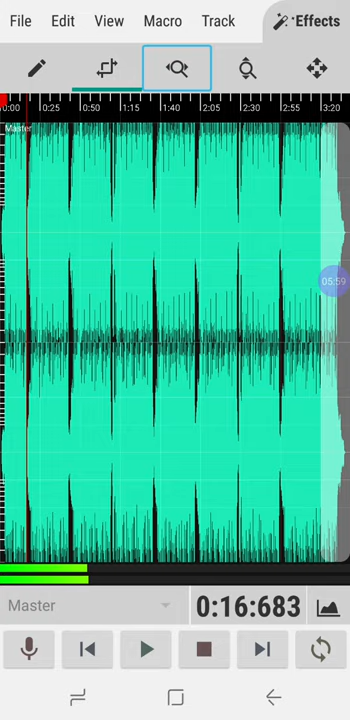 File Edit View Macro Track Effects
0:00 0:25 0:50 1:15 1:40 2:05 2:30 2:55 3:20
Master
05:59
Master 0:16:683